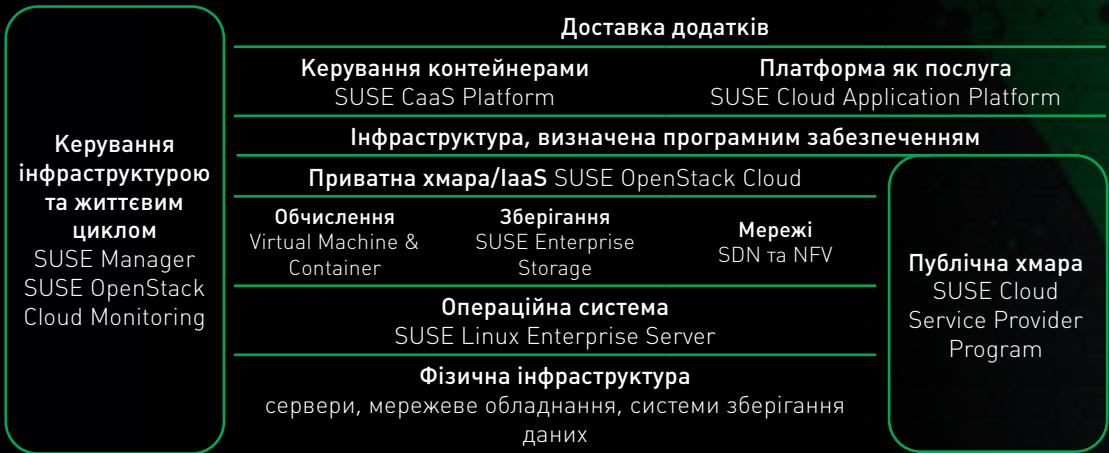 Керування
інфраструктурою
та життєвим
циклом
SUSE Manager
SUSE OpenStack
Cloud Monitoring
Доставка додатків
Керування контейнерами
SUSE CaaS Platform
Платформа як послуга
SUSE Cloud Application Platform
Інфраструктура, визначена програмним забезпеченням
Приватна хмара/IaaS SUSE OpenStack Cloud
Обчислення
Virtual Machine &
Container
Зберігання
SUSE Enterprise
Storage
Мережі
SDN та NFV
Операційна система
SUSE Linux Enterprise Server
Фізична інфраструктура
сервери, мережеве обладнання, системи зберігання
даних
Публічна хмара
SUSE Cloud
Service Provider
Program